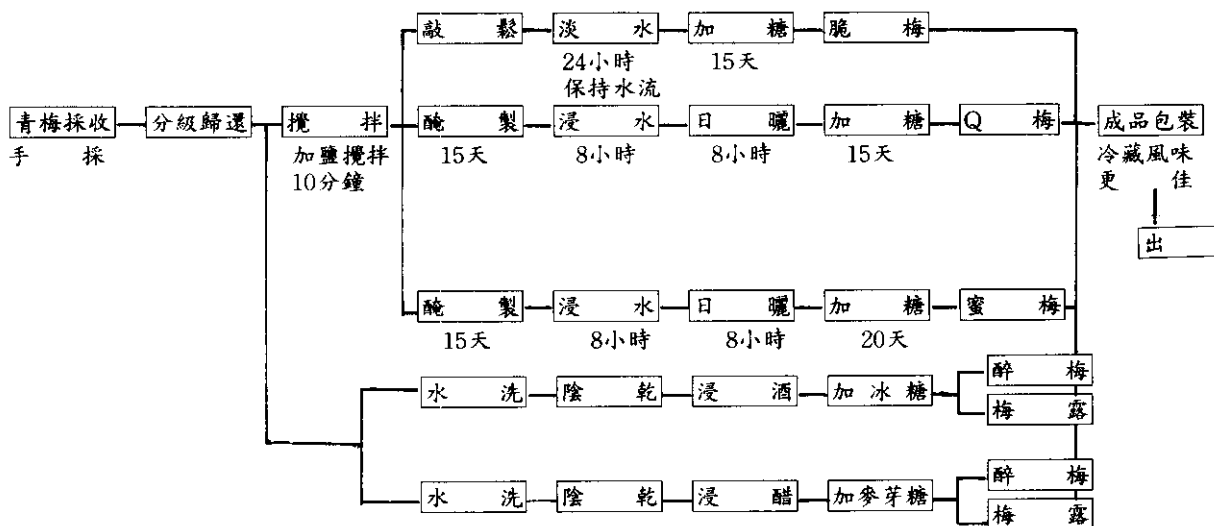 敲鬆 淡水 加糖 脆梅
24小時 15天
保持水流
青梅採收 分級歸還 攪拌 醃製 浸水 日曬 加糖 Q梅 成品包裝
手採 加鹽攪拌 15天 8小時 8小時 15天 冷藏風味
10分鐘 更佳
出
醃製 浸水 日曬 加糖 蜜梅
15天 8小時 8小時 20天
醉梅
水洗 陰乾 浸酒 加冰糖
梅露
醉梅
水洗 陰乾 浸醋 加麥芽糖
梅露